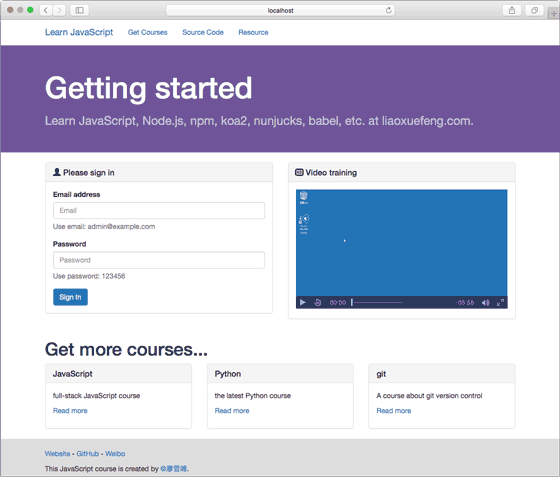 localhost
Learn JavaScript Get Courses Source Code Resource
Getting started
Learn JavaScript, Node.js, npm, koa2, nunjucks, babel, etc. at liaoxuefeng.com.
Please sign in
Email address
Email
Use email: admin@example.com
Password
Password
Use password: 123456
Sign In
Video training
00:00
-03:58
Get more courses...
JavaScript
full-stack JavaScript course
Read more
Python
the latest Python course
Read more
git
A course about git version control
Read more
Website - GitHub - Weibo
This JavaScript course is created by @廖雪峰.